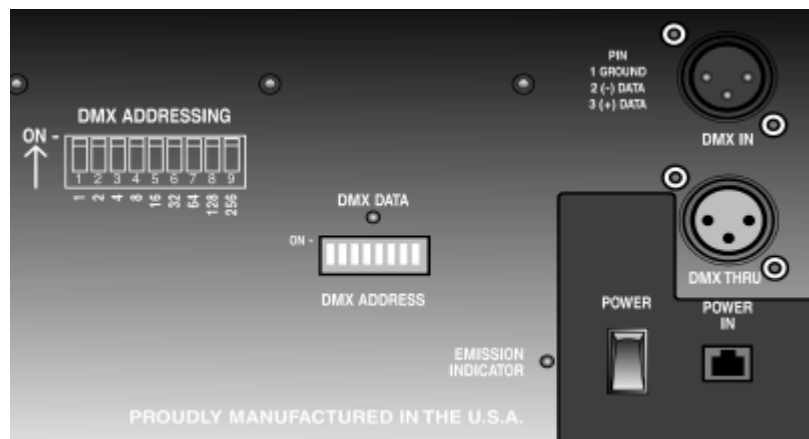 PIN
1 GROUND
2 (-) DATA
3 (+) DATA
DMX IN
DMX ADDRESSING
ON -
1 2 3 4 5 6 7 8 9
1 2 4 8 16 32 64 128 256
DMX DATA
ON -
DMX ADDRESS
DMX THRU
POWER
POWER
IN
EMISSION
INDICATOR
PROUDLY MANUFACTURED IN THE U.S.A.